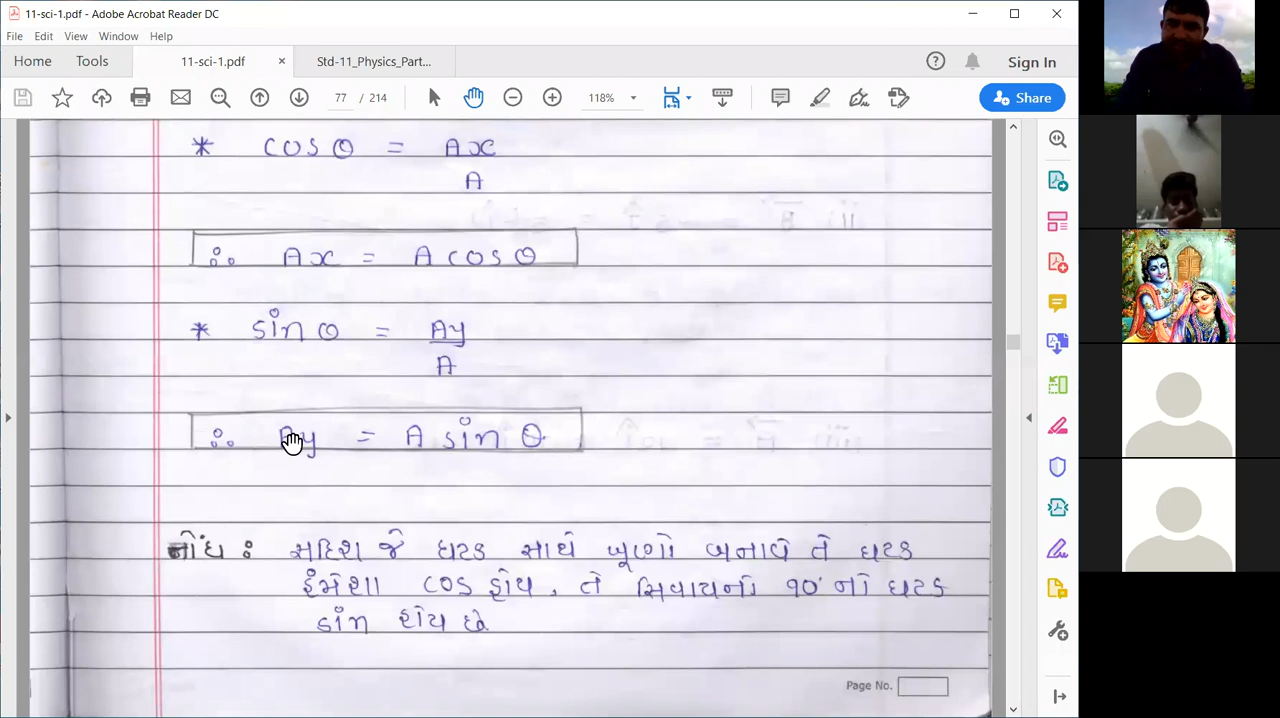 11-sci-1.pdf - Adobe Acrobat Reader DC
File Edit View Window Help
Home Tools 11-sci-1.pdf × Std-11_Physics_Part... Sign In
77 / 214 118% Share
* cos θ = Ax
A
∴ Ax = A cos θ
* sin θ = Ay
A
∴ Ay = A sin θ
નોંધ : સદિશ જે ઘટક સાથે ખૂણો બનાવે તે ઘટક
હંમેશા cos હોય, તે સિવાયનો ૧૦° નો ઘટક
sin હોય છે
Page No.